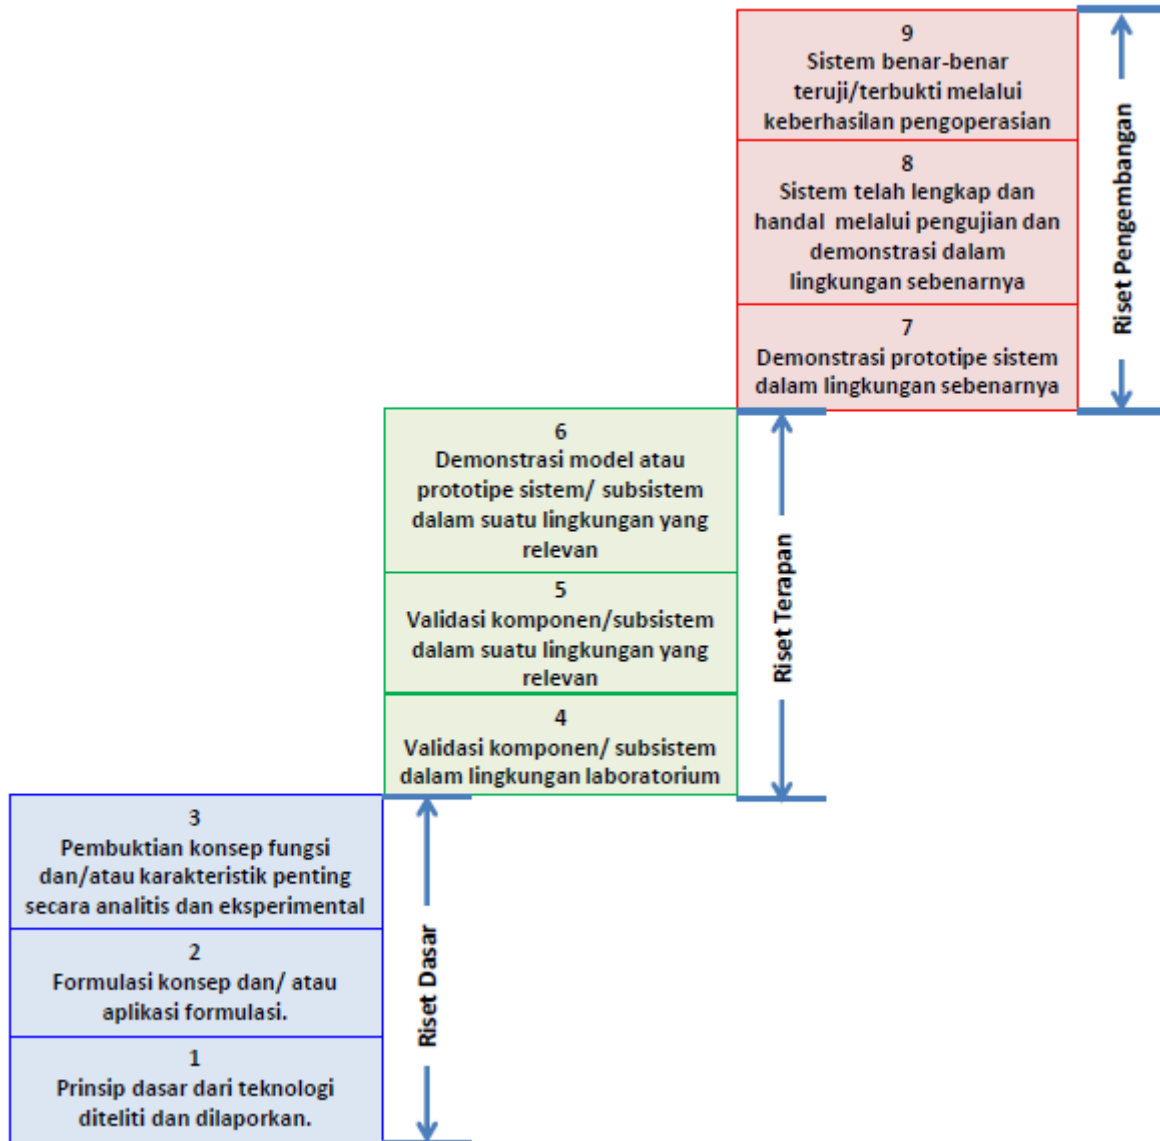 9
Sistem benar-benar
teruji/terbukti melalui
keberhasilan pengoperasian
8
Sistem telah lengkap dan
handal melalui pengujian dan
demonstrasi dalam
lingkungan sebenarnya
7
Demonstrasi prototipe sistem
dalam lingkungan sebenarnya
Riset Pengembangan
6
Demonstrasi model atau
prototipe sistem/ subsistem
dalam suatu lingkungan yang
relevan
5
Validasi komponen/subsistem
dalam suatu lingkungan yang
relevan
4
Validasi komponen/ subsistem
dalam lingkungan laboratorium
Riset Terapan
3
Pembuktian konsep fungsi
dan/atau karakteristik penting
secara analitis dan eksperimental
2
Formulasi konsep dan/ atau
aplikasi formulasi.
1
Prinsip dasar dari teknologi
diteliti dan dilaporkan.
Riset Dasar